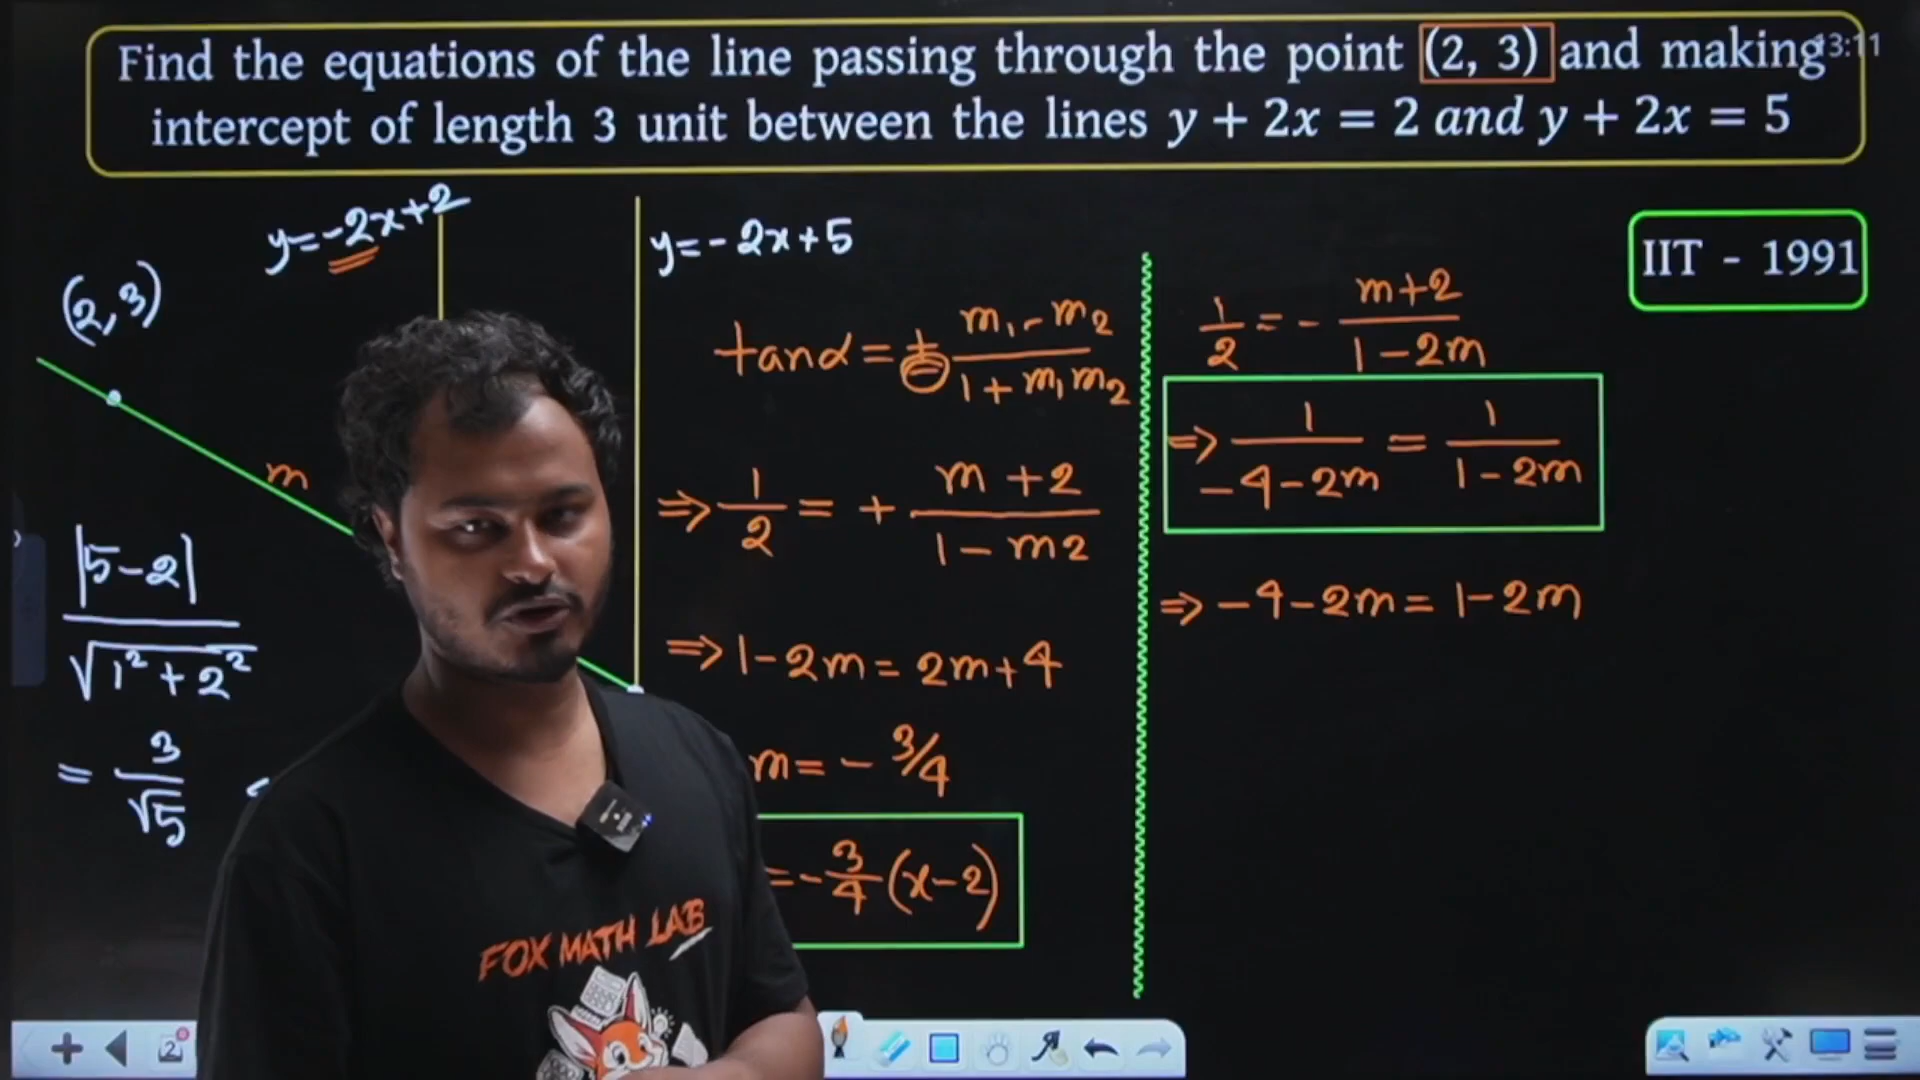 Find the equations of the line passing through the point (2, 3) and making
intercept of length 3 unit between the lines y + 2x = 2 and y + 2x = 5
3:11
IIT - 1991
y=-2x+2
y=-2x+5
(2,3)
m
|5-2|
√1²+2²
= 3/√5
tanα = ± m₁-m₂ / 1+m₁m₂
⇒ 1/2 = + m+2 / 1-m2
⇒ 1-2m = 2m+4
m = -3/4
= -3/4 (x-2)
1/2 = - m+2 / 1-2m
⇒ 1 / -4-2m = 1 / 1-2m
⇒ -4-2m = 1-2m
FOX MATH LAB
2